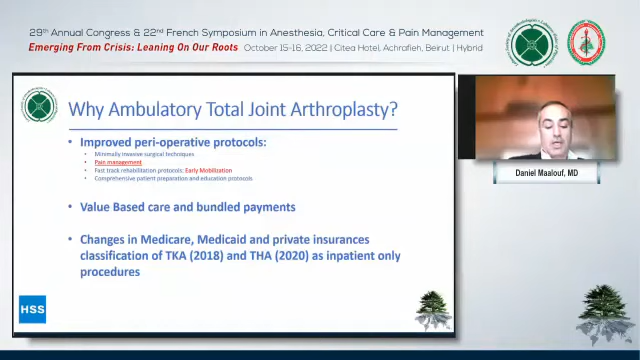 29th Annual Congress & 22nd French Symposium in Anesthesia, Critical Care & Pain Management
Emerging From Crisis: Leaning On Our Roots October 15-16, 2022 | Citea Hotel, Achrafieh, Beirut | Hybrid
Why Ambulatory Total Joint Arthroplasty?
• Improved peri-operative protocols:
• Minimally invasive surgical techniques
• Pain management
• Fast track rehabilitation protocols: Early Mobilization
• Comprehensive patient preparation and education protocols
• Value Based care and bundled payments
• Changes in Medicare, Medicaid and private insurances
classification of TKA (2018) and THA (2020) as inpatient only
procedures
HSS
Daniel Maalouf, MD